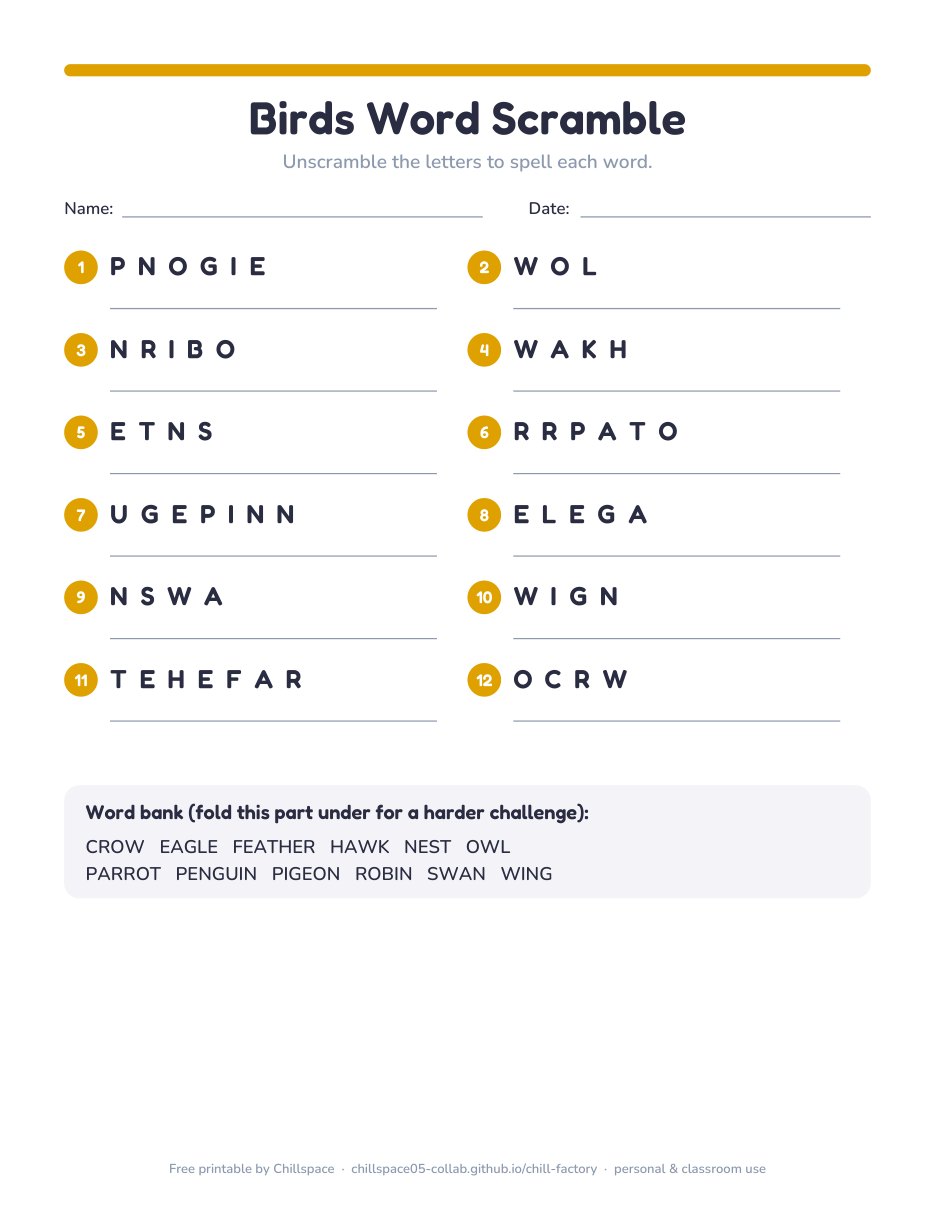 Birds Word Scramble
Unscramble the letters to spell each word.
Name: Date:
1 P N O G I E 2 W O L
3 N R I B O 4 W A K H
5 E T N S 6 R R P A T O
7 U G E P I N N 8 E L E G A
9 N S W A 10 W I G N
11 T E H E F A R 12 O C R W
Word bank (fold this part under for a harder challenge):
CROW EAGLE FEATHER HAWK NEST OWL
PARROT PENGUIN PIGEON ROBIN SWAN WING
Free printable by Chillspace · chillspace05-collab.github.io/chill-factory · personal & classroom use